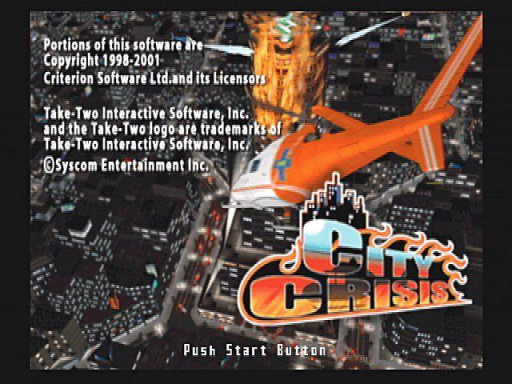 Portions of this software are
Copyright 1998-2001
Criterion Software Ltd.and its Licensors
Take-Two Interactive Software, Inc.
and the Take-Two logo are trademarks of
Take-Two Interactive Software, Inc.
©Syscom Entertainment Inc.
CITY
CRISIS
Push Start Button